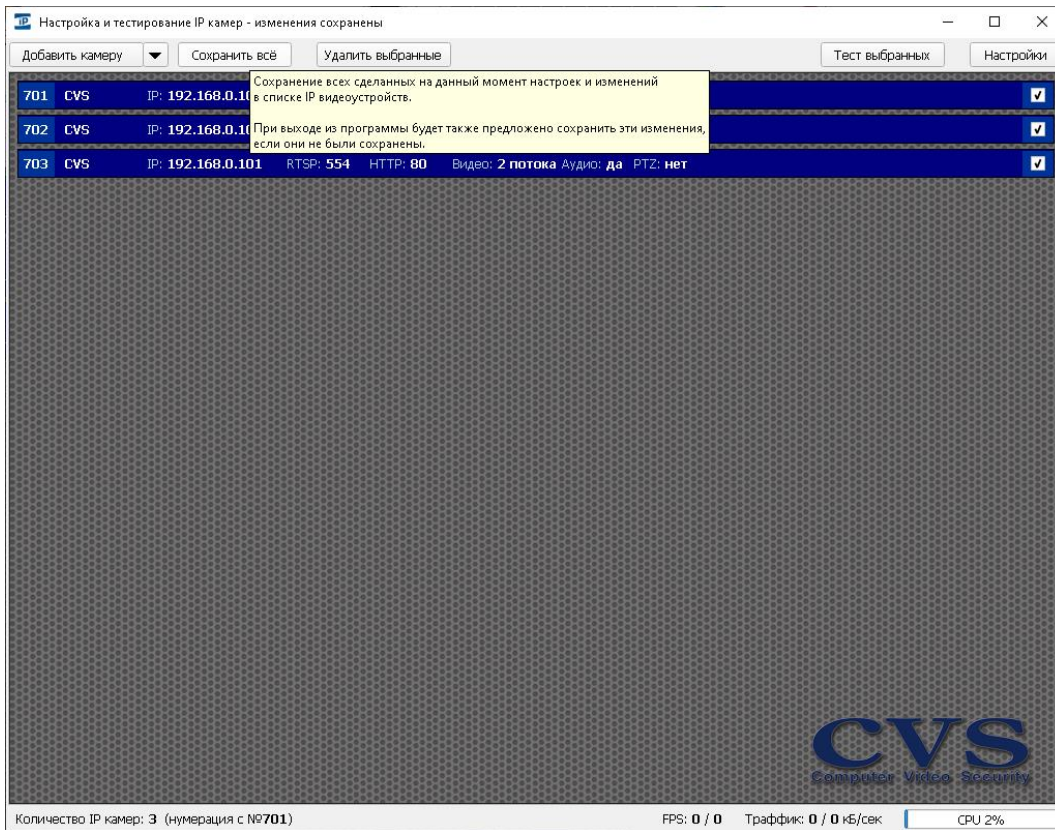 Настройка и тестирование IP камер - изменения сохранены
Добавить камеру Сохранить всё Удалить выбранные Тест выбранных Настройки
Сохранение всех сделанных на данный момент настроек и изменений
в списке IP видеоустройств.
При выходе из программы будет также предложено сохранить эти изменения,
если они не были сохранены.
701 CVS IP: 192.168.0.10
702 CVS IP: 192.168.0.10
703 CVS IP: 192.168.0.101 RTSP: 554 HTTP: 80 Видео: 2 потока Аудио: да PTZ: нет
CVS
Computer Video Security
Количество IP камер: 3 (нумерация с №701) FPS: 0 / 0 Траффик: 0 / 0 кБ/сек CPU 2%